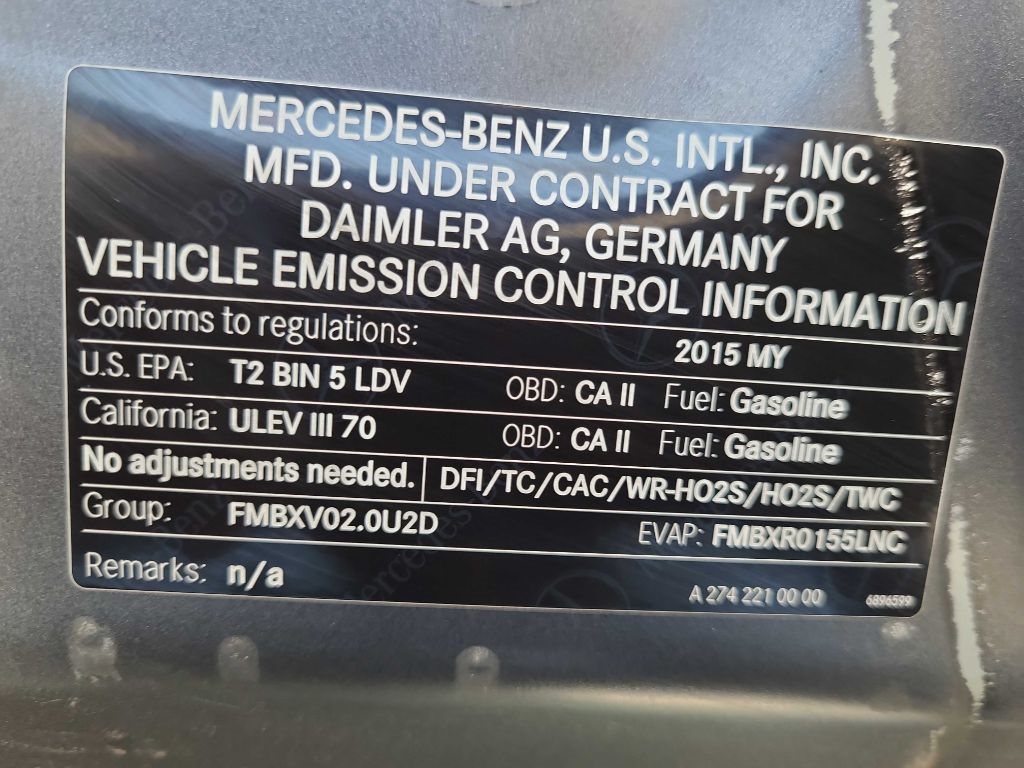 MERCEDES-BENZ U.S. INTL., INC.
MFD. UNDER CONTRACT FOR
DAIMLER AG, GERMANY
VEHICLE EMISSION CONTROL INFORMATION
Conforms to regulations: 2015 MY
U.S. EPA: T2 BIN 5 LDV OBD: CA II Fuel: Gasoline
California: ULEV III 70 OBD: CA II Fuel: Gasoline
No adjustments needed. DFI/TC/CAC/WR-HO2S/HO2S/TWC
Group: FMBXV02.0U2D EVAP: FMBXR0155LNC
Remarks: n/a A 274 221 00 00 6896599